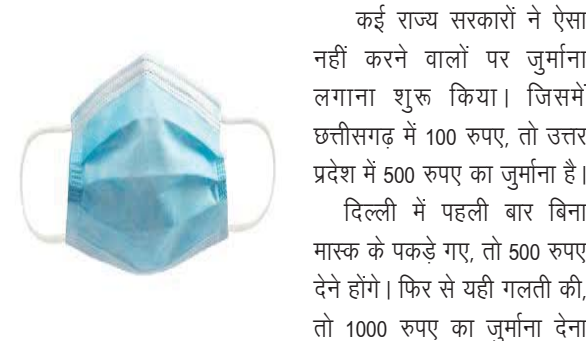 कई राज्य सरकारों ने ऐसा
नहीं करने वालों पर जुर्माना
लगाना शुरू किया। जिसमें
छत्तीसगढ़ में 100 रुपए, तो उत्तर
प्रदेश में 500 रुपए का जुर्माना है।
दिल्ली में पहली बार बिना
मास्क के पकड़े गए, तो 500 रुपए
देने होंगे। फिर से यही गलती की,
तो 1000 रुपए का जुर्माना देना